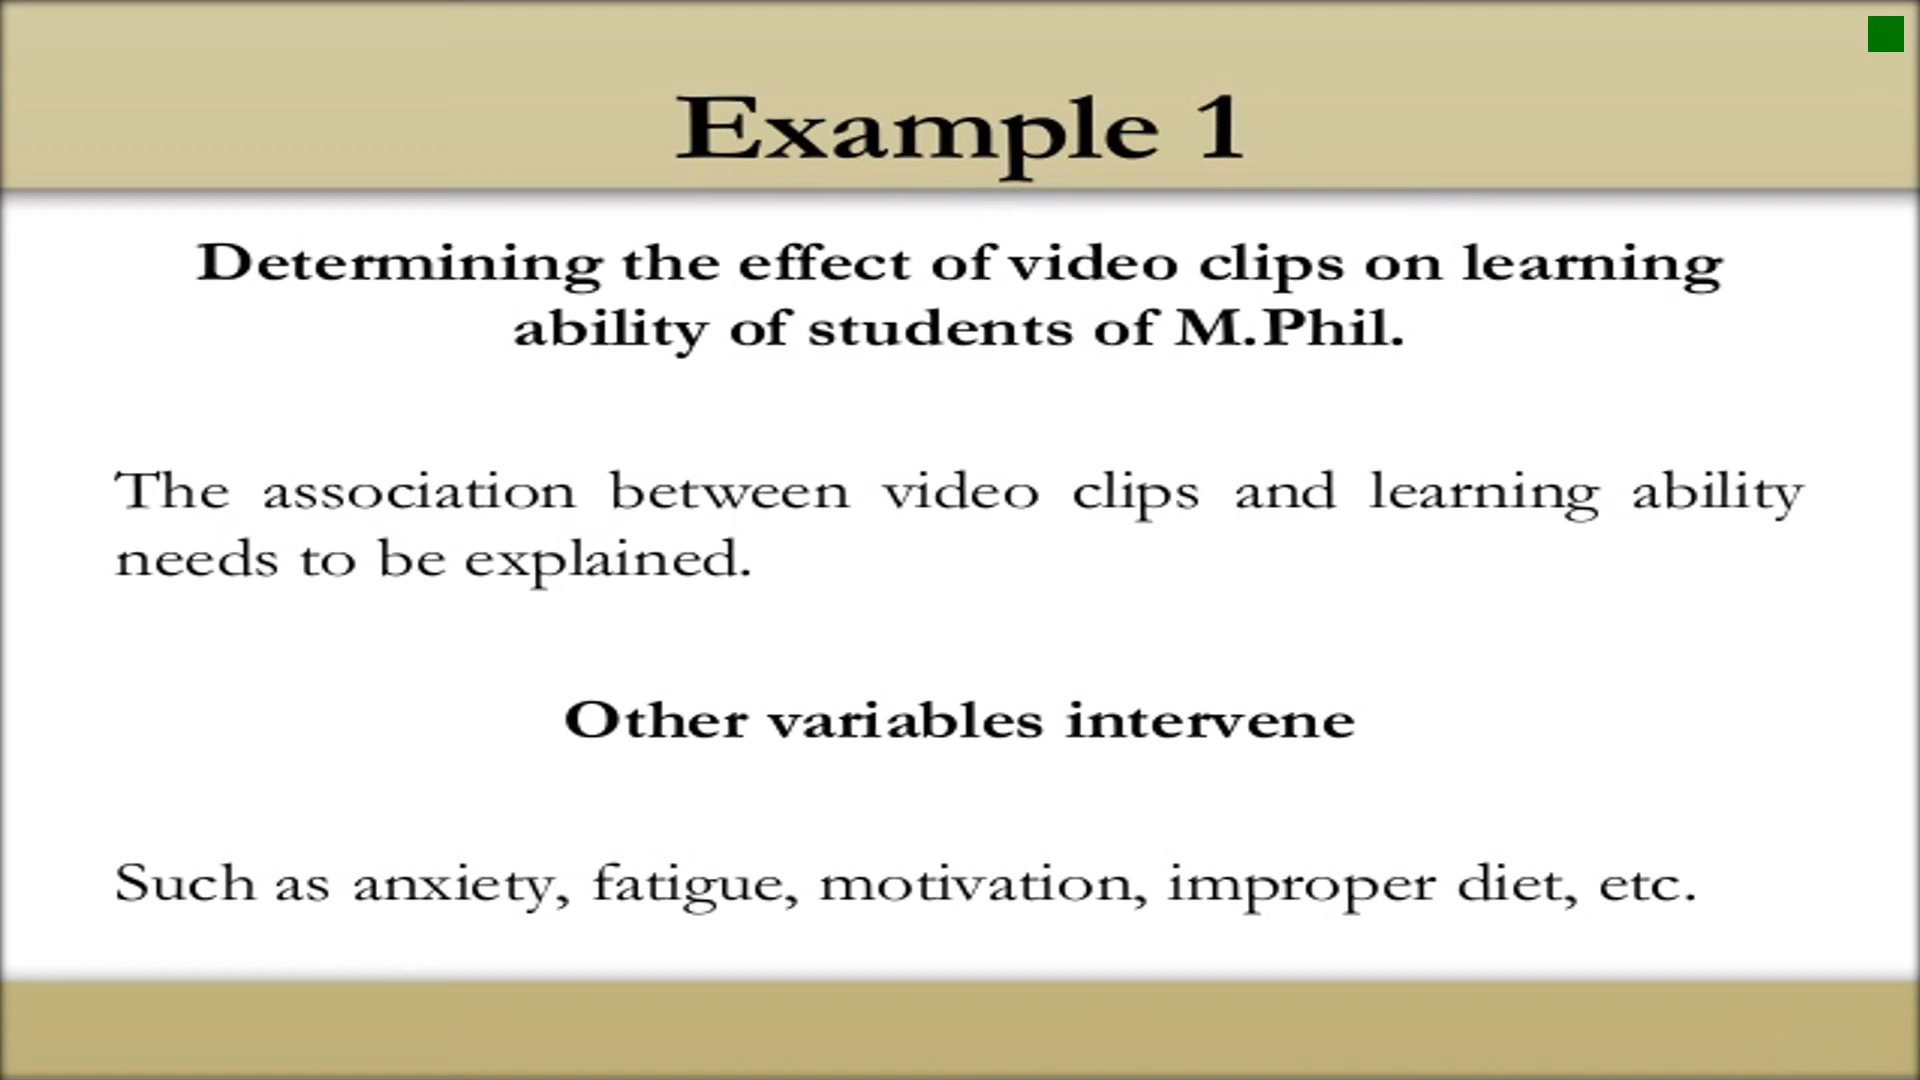 Example 1
Determining the effect of video clips on learning
ability of students of M.Phil.
The association between video clips and learning ability
needs to be explained.
Other variables intervene
Such as anxiety, fatigue, motivation, improper diet, etc.